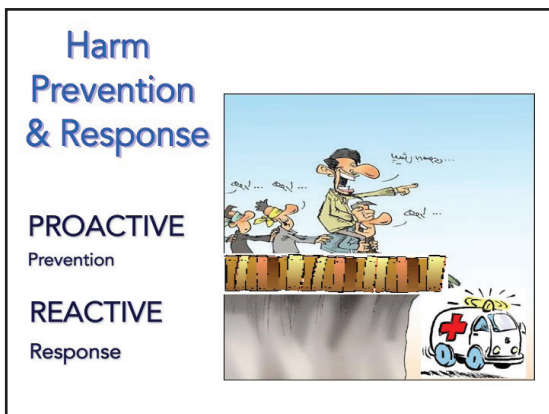 Harm
Prevention
& Response
PROACTIVE
Prevention
REACTIVE
Response